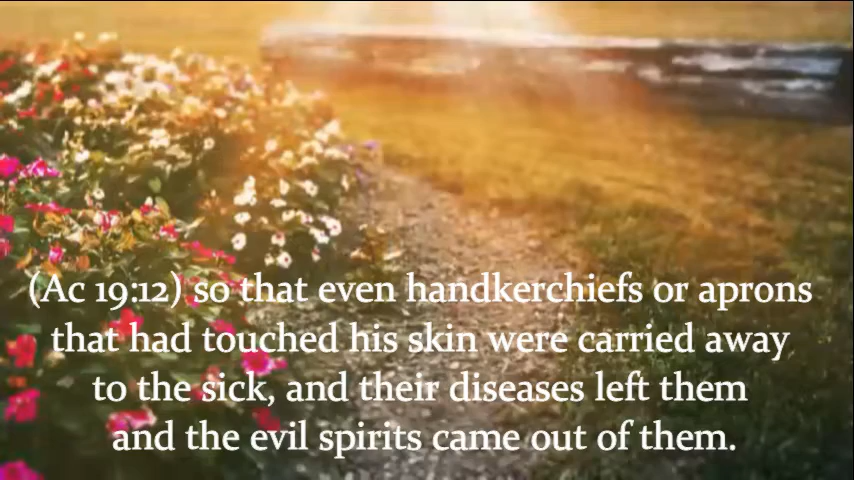 (Ac 19:12) so that even handkerchiefs or aprons
that had touched his skin were carried away
to the sick, and their diseases left them
and the evil spirits came out of them.